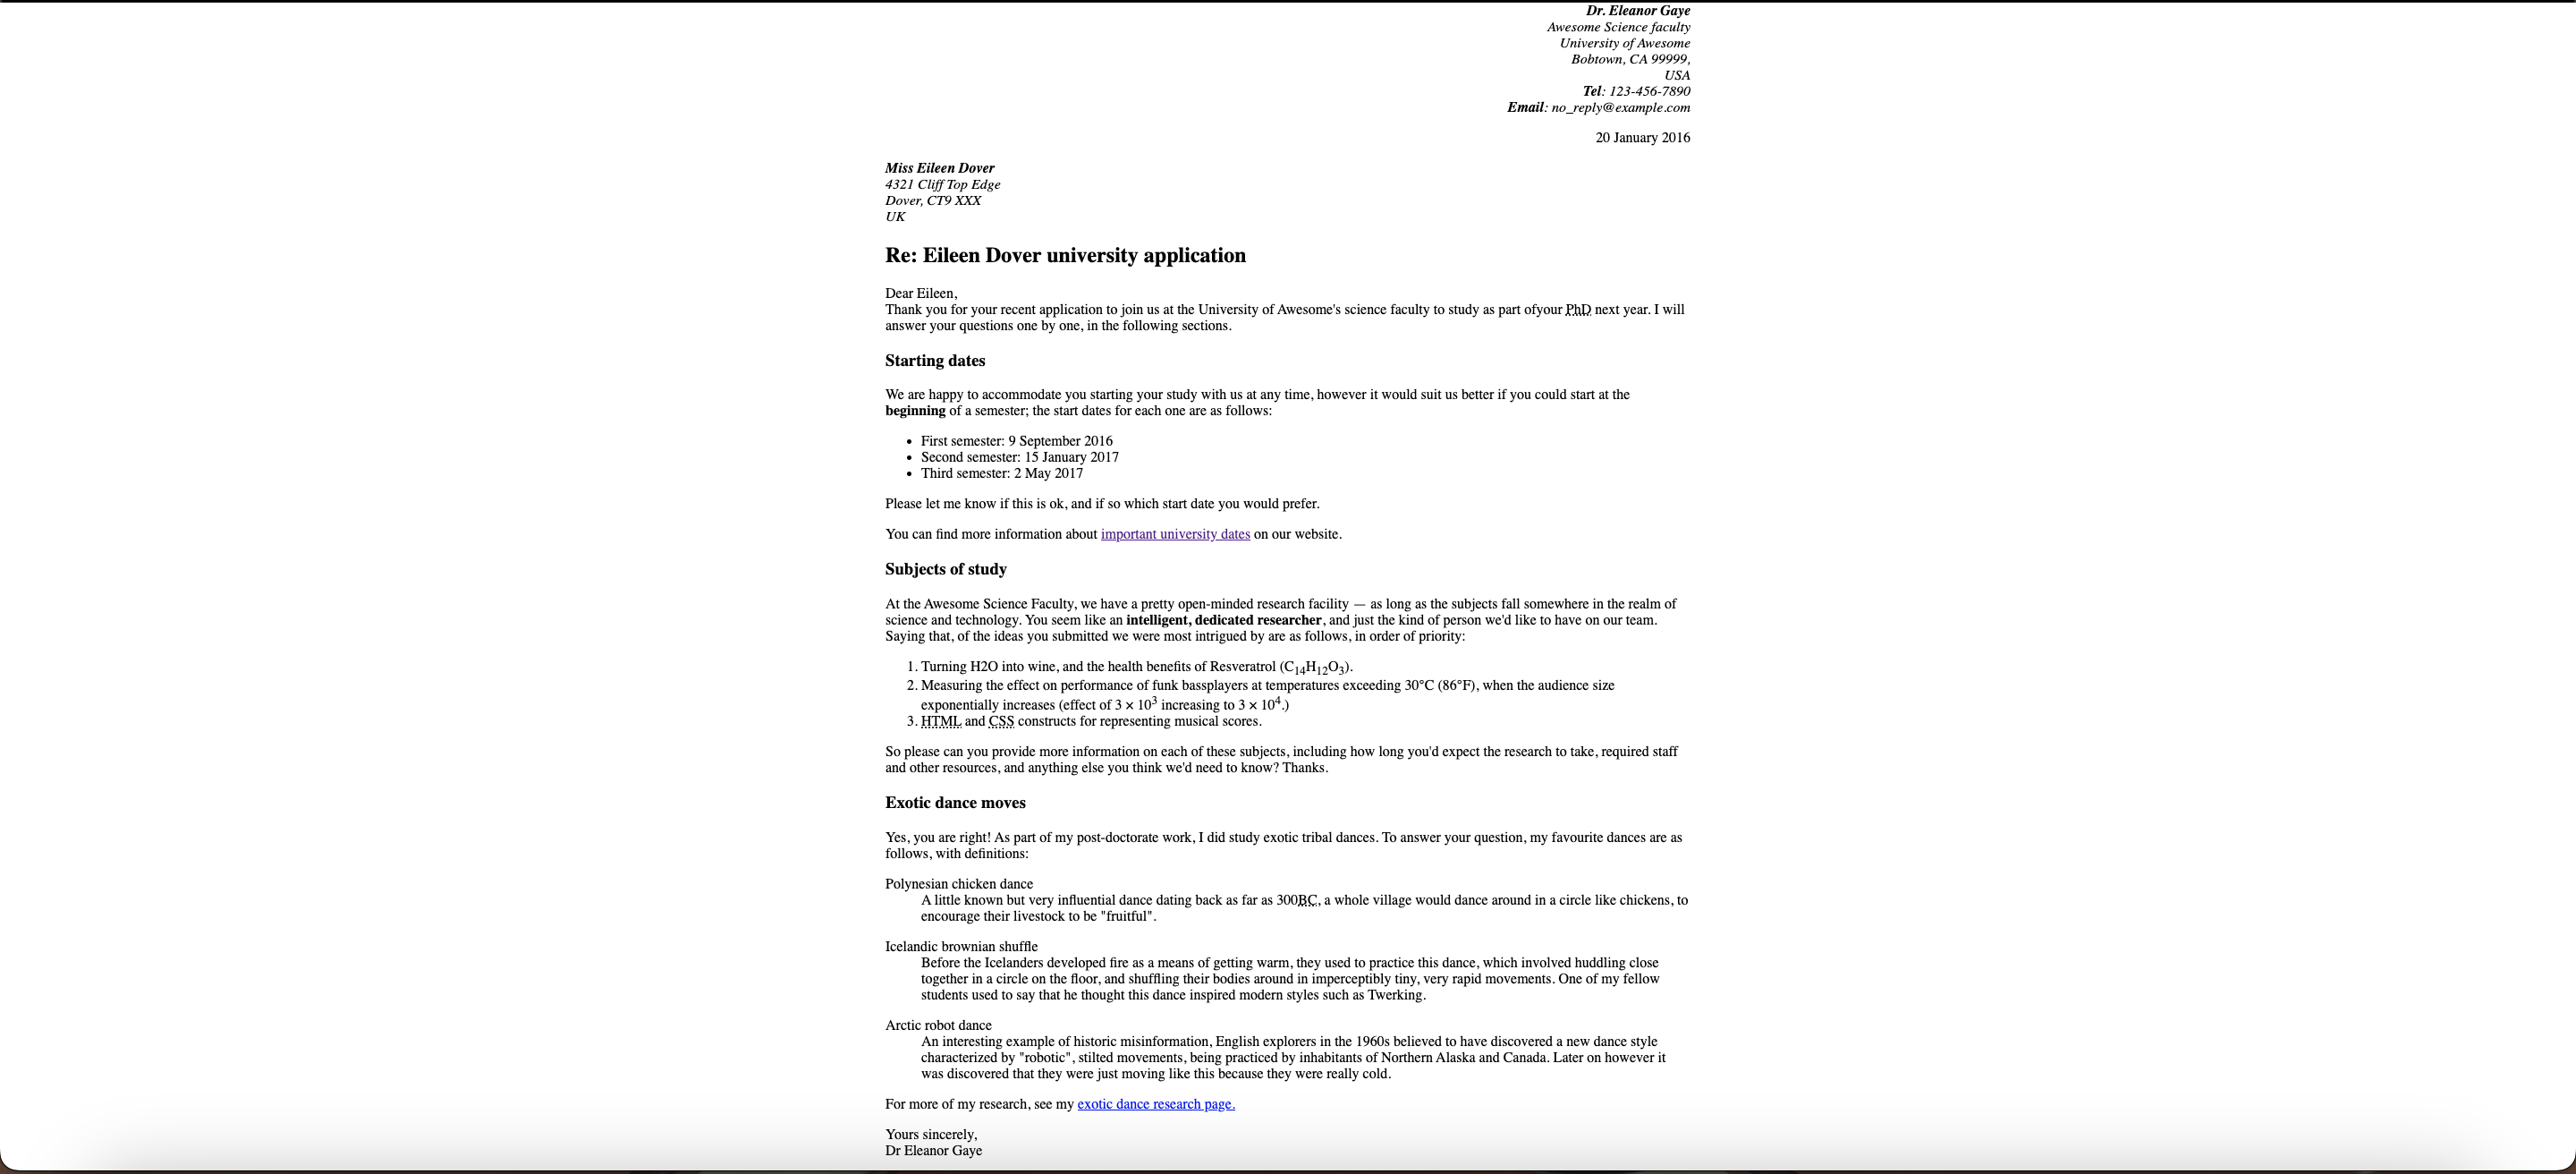 Dr. Eleanor Gaye
Awesome Science faculty
University of Awesome
Bobtown, CA 99999,
USA
Tel: 123-456-7890
Email: no_reply@example.com
20 January 2016
Miss Eileen Dover
4321 Cliff Top Edge
Dover, CT9 XXX
UK
Re: Eileen Dover university application
Dear Eileen,
Thank you for your recent application to join us at the University of Awesome's science faculty to study as part ofyour PhD next year. I will
answer your questions one by one, in the following sections.
Starting dates
We are happy to accommodate you starting your study with us at any time, however it would suit us better if you could start at the
beginning of a semester; the start dates for each one are as follows:
• First semester: 9 September 2016
• Second semester: 15 January 2017
• Third semester: 2 May 2017
Please let me know if this is ok, and if so which start date you would prefer.
You can find more information about important university dates on our website.
Subjects of study
At the Awesome Science Faculty, we have a pretty open-minded research facility — as long as the subjects fall somewhere in the realm of
science and technology. You seem like an intelligent, dedicated researcher, and just the kind of person we'd like to have on our team.
Saying that, of the ideas you submitted we were most intrigued by are as follows, in order of priority:
1. Turning H2O into wine, and the health benefits of Resveratrol (C₁₄H₁₂O₃).
2. Measuring the effect on performance of funk bassplayers at temperatures exceeding 30°C (86°F), when the audience size
exponentially increases (effect of 3 × 10³ increasing to 3 × 10⁴.)
3. HTML and CSS constructs for representing musical scores.
So please can you provide more information on each of these subjects, including how long you'd expect the research to take, required staff
and other resources, and anything else you think we'd need to know? Thanks.
Exotic dance moves
Yes, you are right! As part of my post-doctorate work, I did study exotic tribal dances. To answer your question, my favourite dances are as
follows, with definitions:
Polynesian chicken dance
A little known but very influential dance dating back as far as 300BC, a whole village would dance around in a circle like chickens, to
encourage their livestock to be "fruitful".
Icelandic brownian shuffle
Before the Icelanders developed fire as a means of getting warm, they used to practice this dance, which involved huddling close
together in a circle on the floor, and shuffling their bodies around in imperceptibly tiny, very rapid movements. One of my fellow
students used to say that he thought this dance inspired modern styles such as Twerking.
Arctic robot dance
An interesting example of historic misinformation, English explorers in the 1960s believed to have discovered a new dance style
characterized by "robotic", stilted movements, being practiced by inhabitants of Northern Alaska and Canada. Later on however it
was discovered that they were just moving like this because they were really cold.
For more of my research, see my exotic dance research page.
Yours sincerely,
Dr Eleanor Gaye